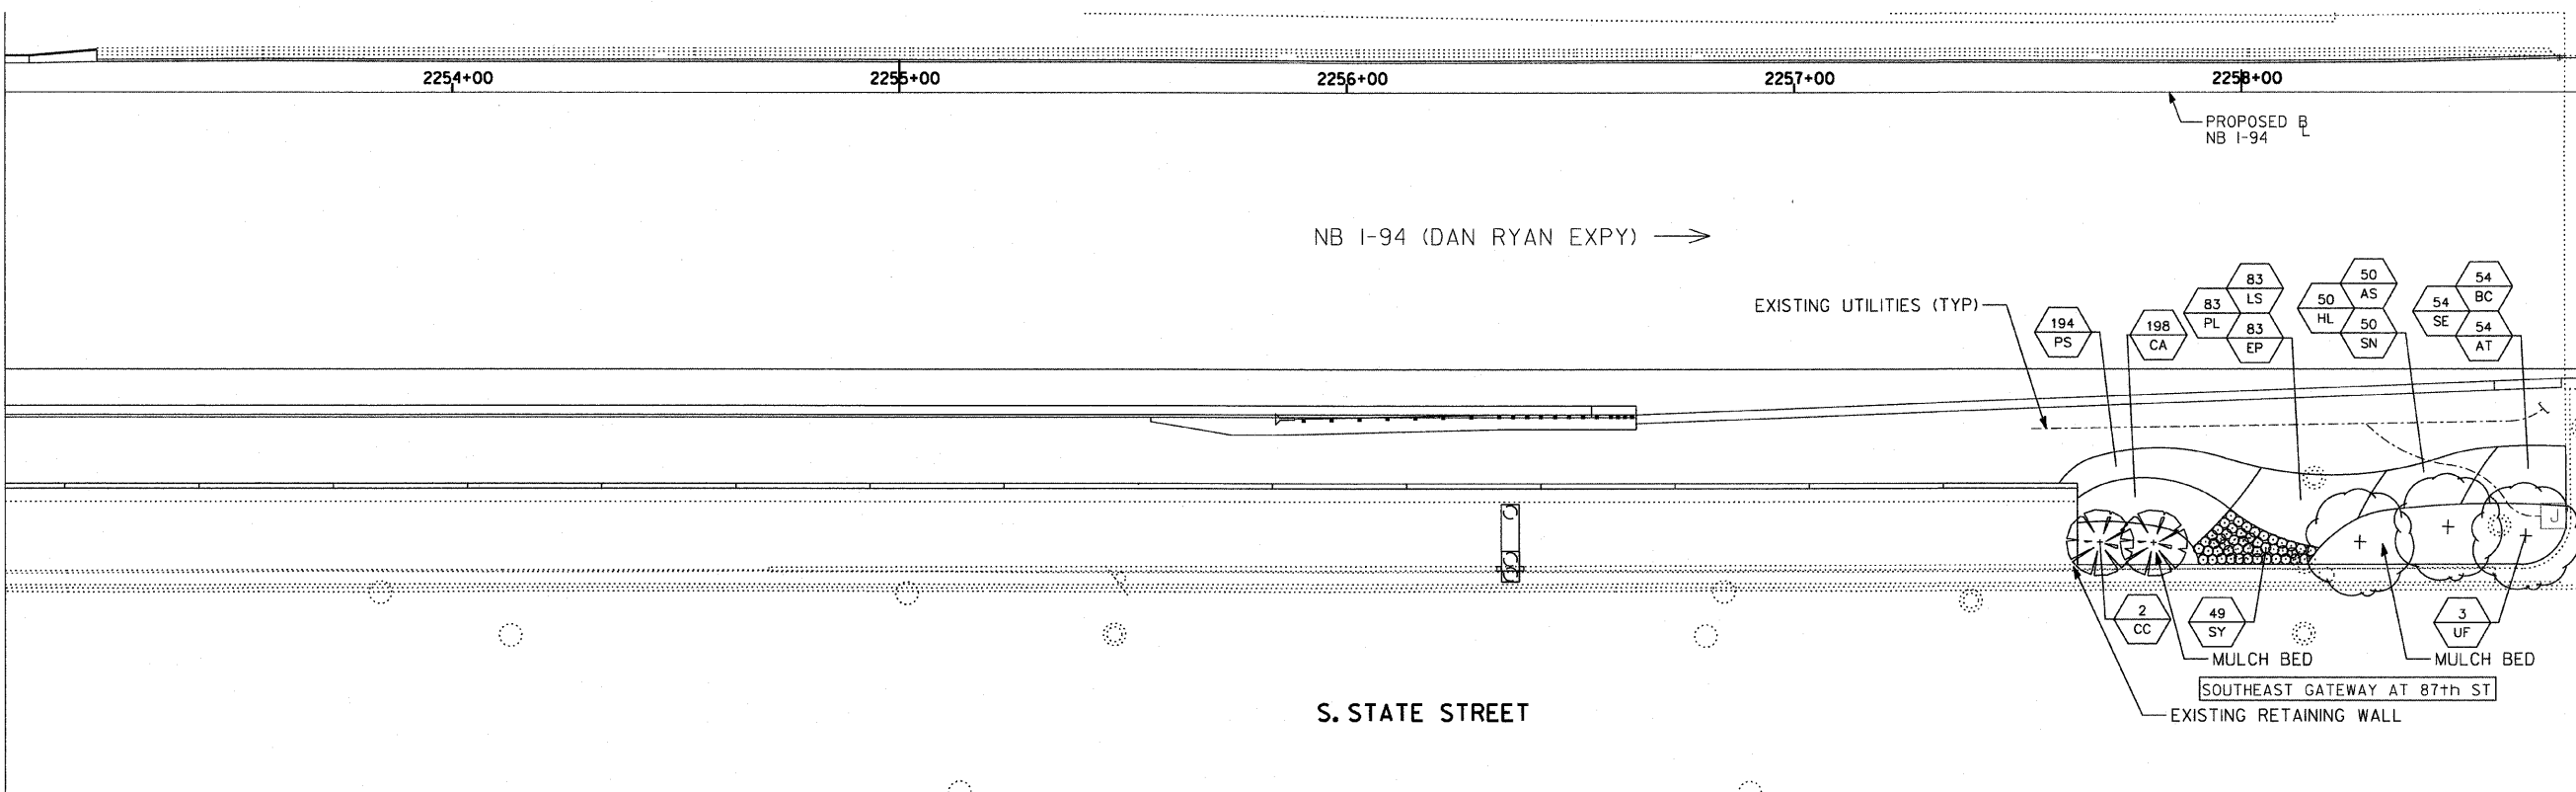 2254+00
2255+00
2256+00
2257+00
2258+00
PROPOSED BL
NB I-94
NB I-94 (DAN RYAN EXPY)
EXISTING UTILITIES (TYP)
194
PS
198
CA
83
LS
83
PL
83
EP
50
AS
50
HL
50
SN
54
BC
54
SE
54
AT
J
2
CC
49
SY
3
UF
MULCH BED
MULCH BED
SOUTHEAST GATEWAY AT 87th ST
EXISTING RETAINING WALL
S. STATE STREET